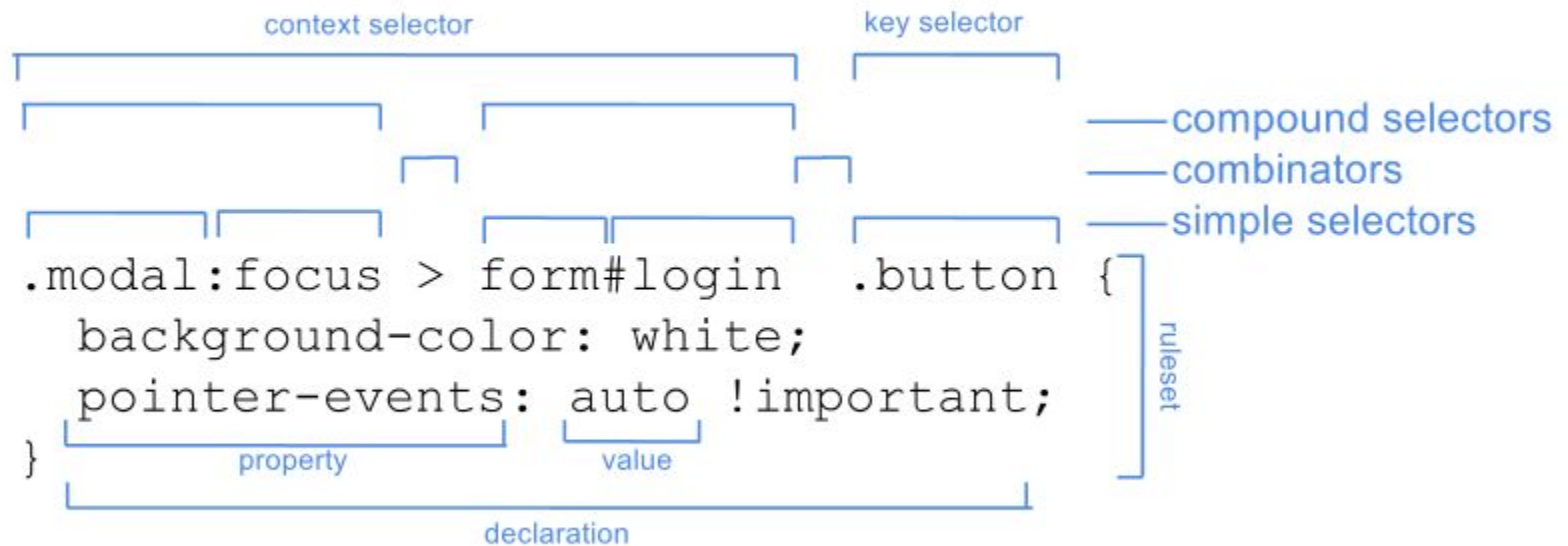 context selector key selector
compound selectors
combinators
simple selectors
.modal:focus > form#login .button {
background-color: white;
pointer-events: auto !important;
}
property value
declaration
ruleset